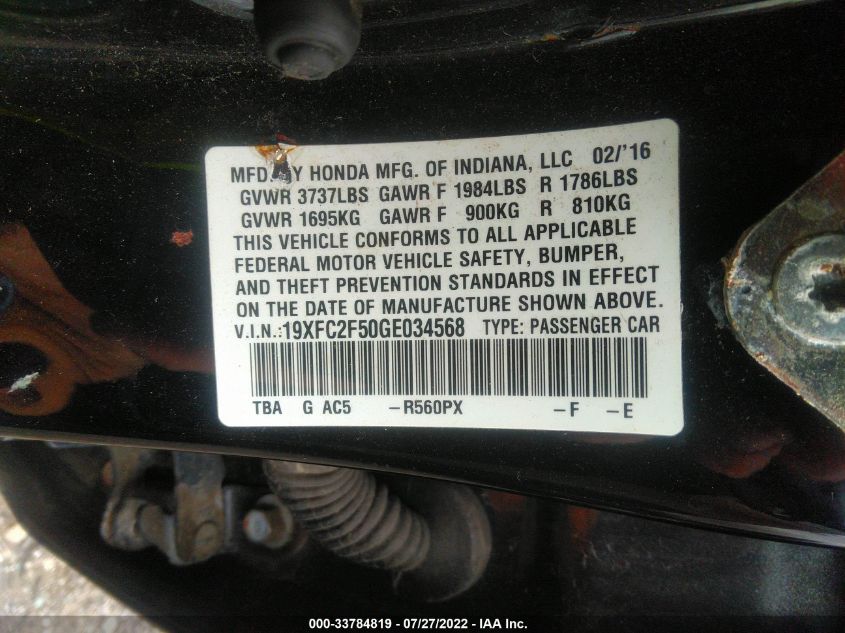 MFD. BY HONDA MFG. OF INDIANA, LLC 02/'16
GVWR 3737LBS GAWR F 1984LBS R 1786LBS
GVWR 1695KG GAWR F 900KG R 810KG
THIS VEHICLE CONFORMS TO ALL APPLICABLE
FEDERAL MOTOR VEHICLE SAFETY, BUMPER,
AND THEFT PREVENTION STANDARDS IN EFFECT
ON THE DATE OF MANUFACTURE SHOWN ABOVE.
V.I.N.:19XFC2F50GE034568 TYPE: PASSENGER CAR
TBA G AC5 -R560PX -F -E
000-33784819 / 07/27/2022 - IAA Inc.